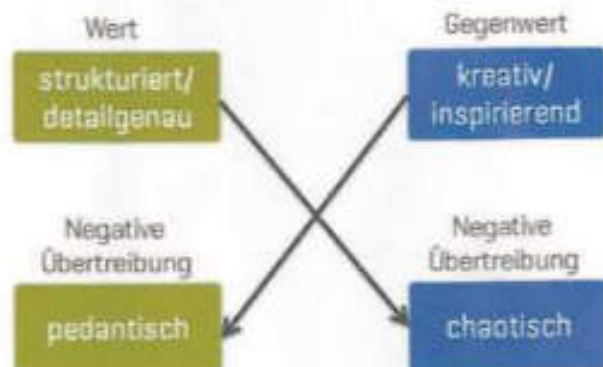 Wert
strukturiert/
detailgenau
Gegenwert
kreativ/
inspirierend
Negative
Übertreibung
pedantisch
Negative
Übertreibung
chaotisch